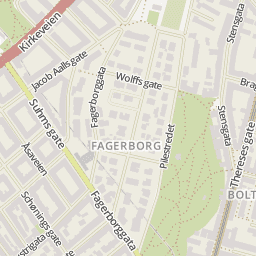 Kirkeveien
Stensgata
Jacob Aalls gate
Wolffs gate
Fagerborggata
Suhms gate
Stensgata
Pilestredet
FAGERBORG
Åsaveien
Thereses gate
BOLT
Schønings gate
Fagerborggata